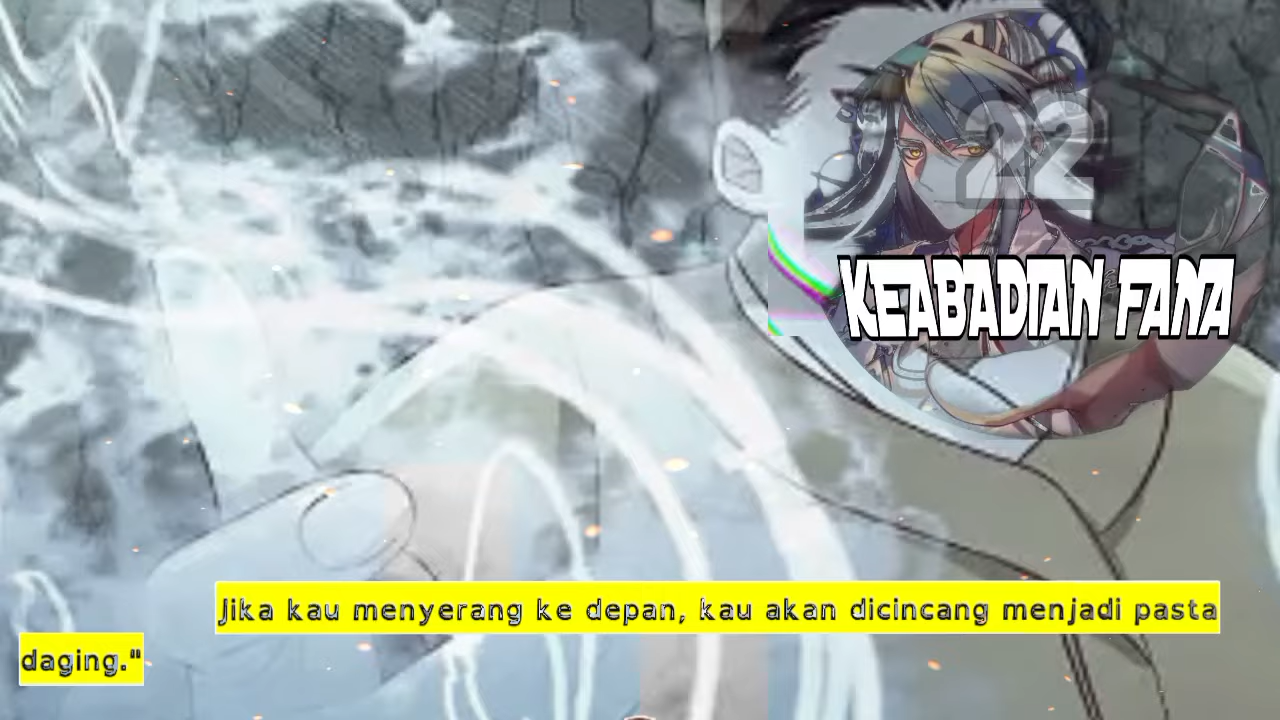 22
KEABADIAN FANA
Jika kau menyerang ke depan, kau akan dicincang menjadi pasta
daging."